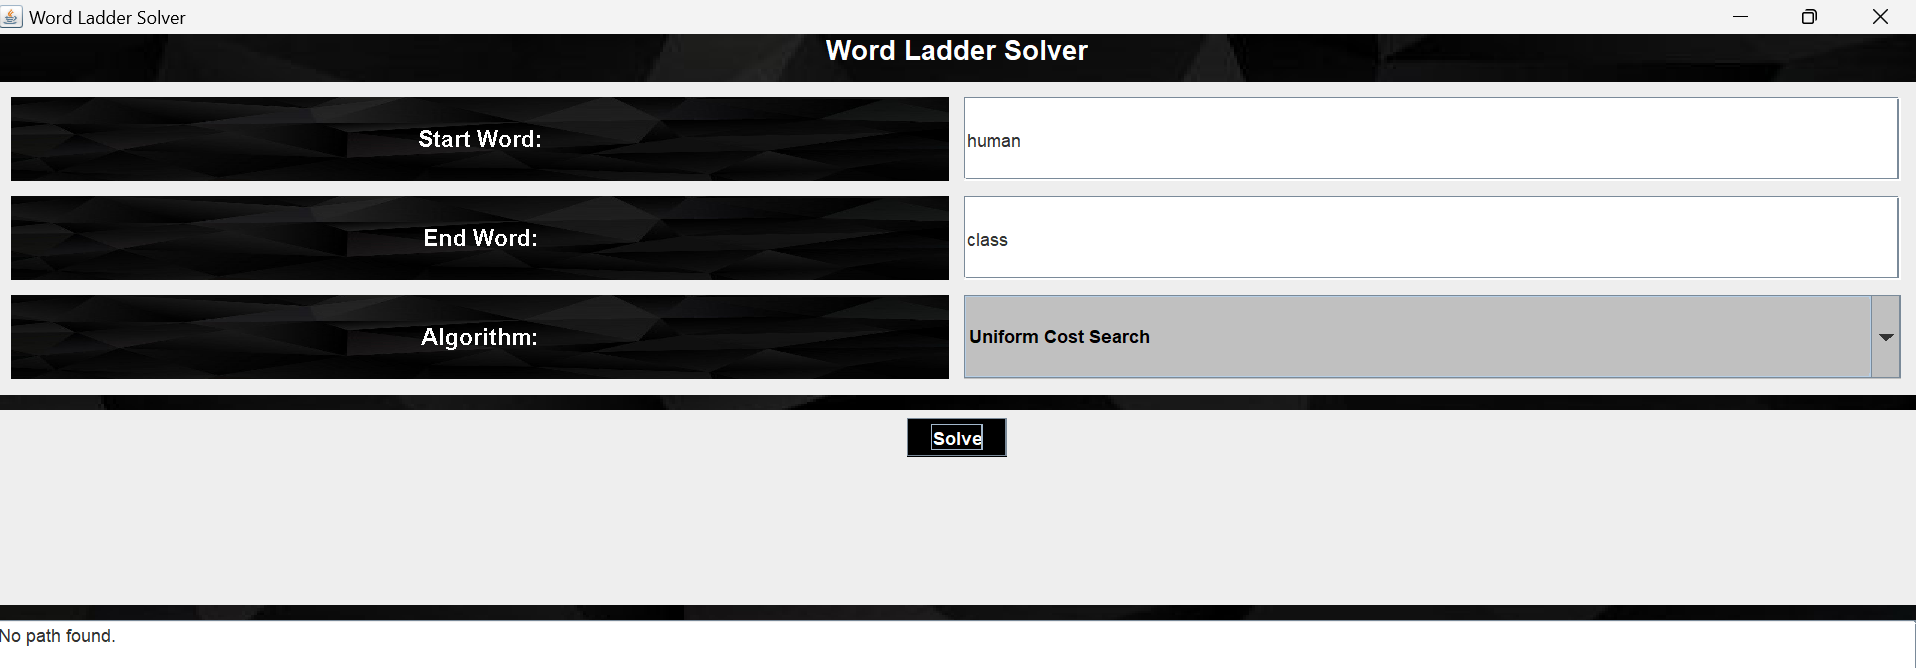 Word Ladder Solver
Word Ladder Solver
Start Word:
human
End Word:
class
Algorithm:
Uniform Cost Search
Solve
No path found.